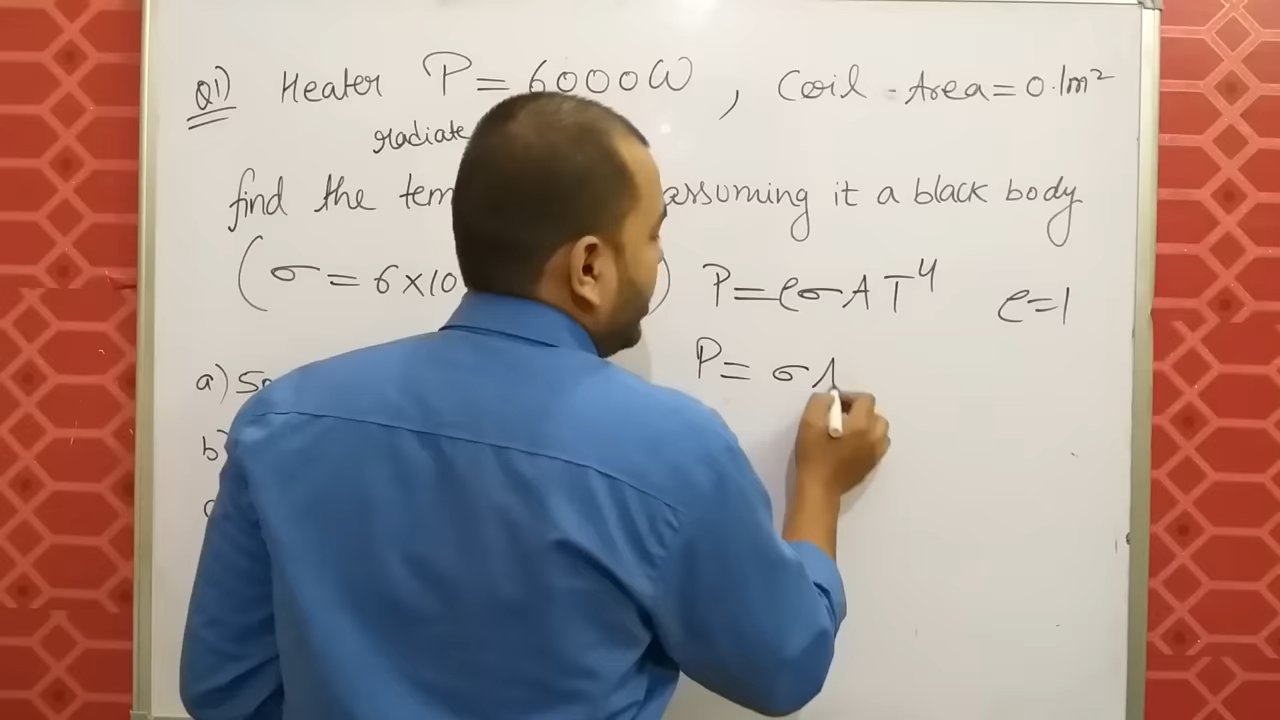 Q1) Heater P = 6000W , Coil - Area = 0.1m²
radiate
find the tem assuming it a black body
(σ = 6×10 ) P = eσAT⁴ e=1
P = σA
a) 5
b)